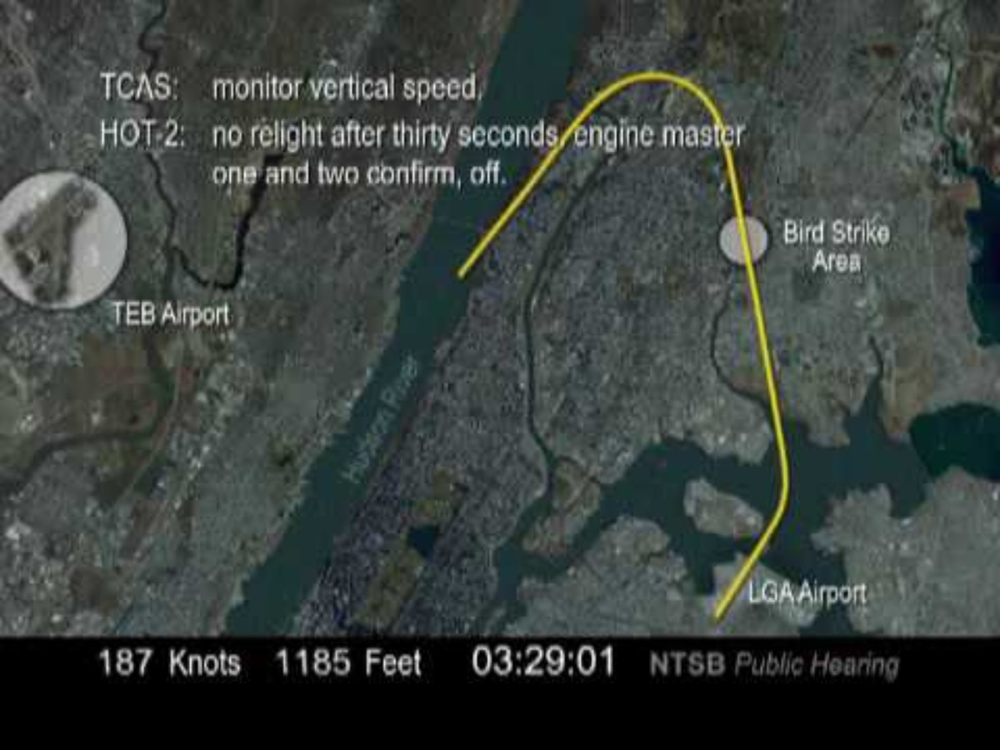 TCAS: monitor vertical speed.
HOT-2: no relight after thirty seconds, engine master
one and two confirm, off.
Bird Strike
Area
TEB Airport
Hudson River
LGA Airport
187 Knots 1185 Feet 03:29:01 NTSB Public Hearing